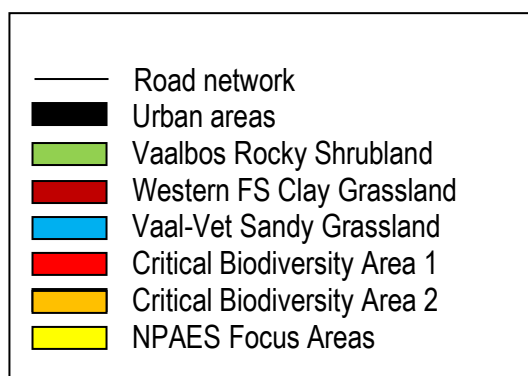 Road network
Urban areas
Vaalbos Rocky Shrubland
Western FS Clay Grassland
Vaal-Vet Sandy Grassland
Critical Biodiversity Area 1
Critical Biodiversity Area 2
NPAES Focus Areas